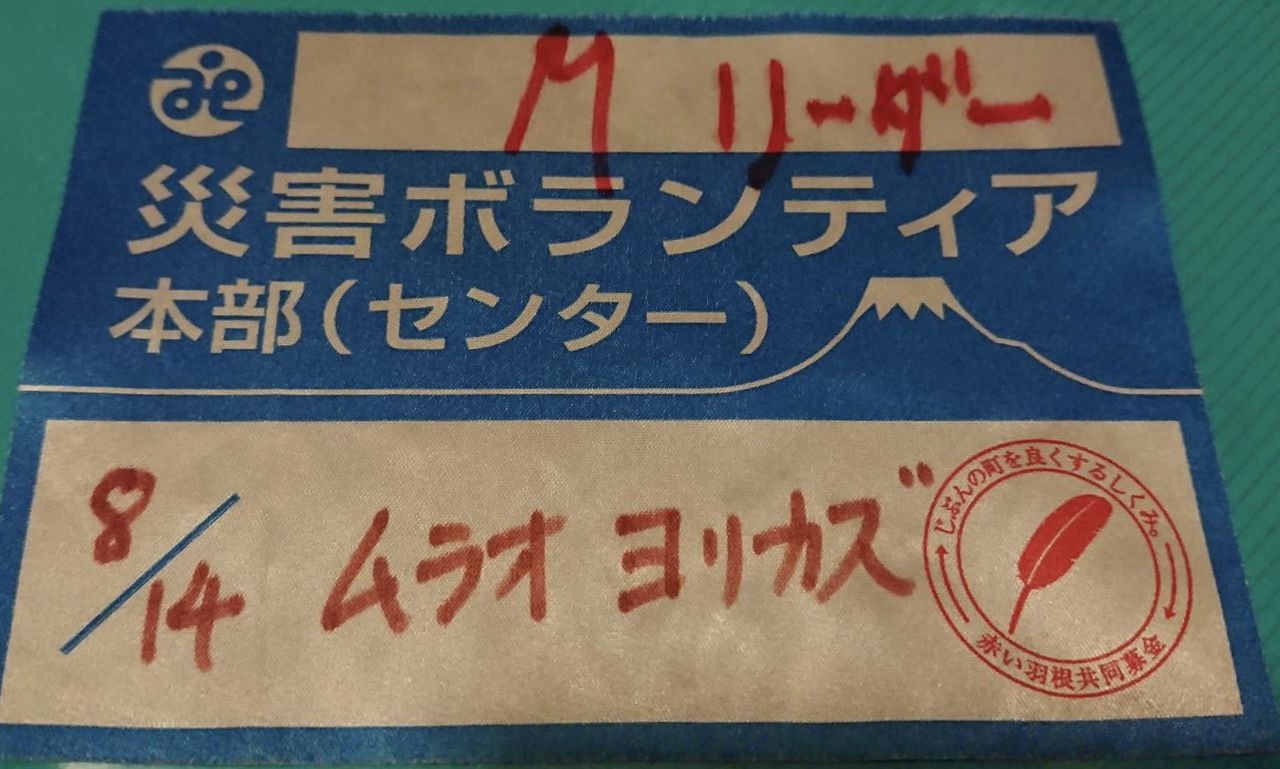 M リーダー
災害ボランティア
本部(センター)
8/14 ムラオ ヨリカズ
じぶんの町を良くするしくみ。
赤い羽根共同募金